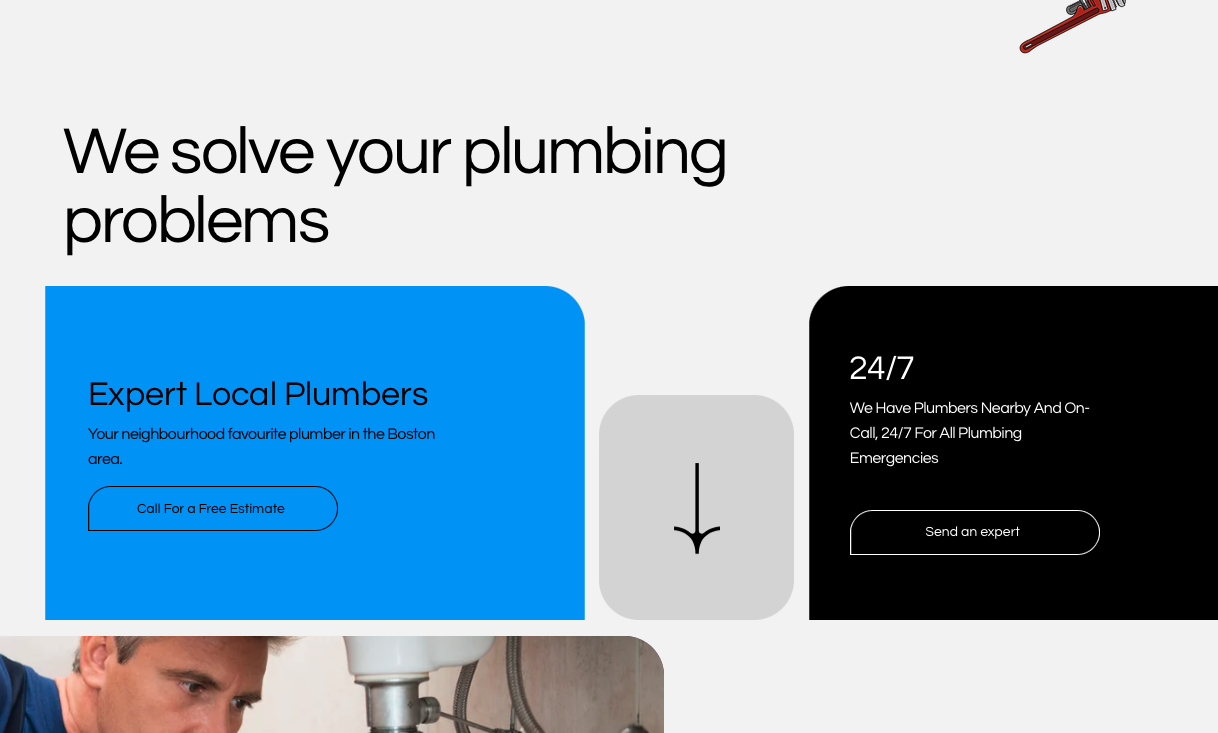 We solve your plumbing
problems
Expert Local Plumbers
Your neighbourhood favourite plumber in the Boston
area.
Call For a Free Estimate
24/7
We Have Plumbers Nearby And On-
Call, 24/7 For All Plumbing
Emergencies
Send an expert